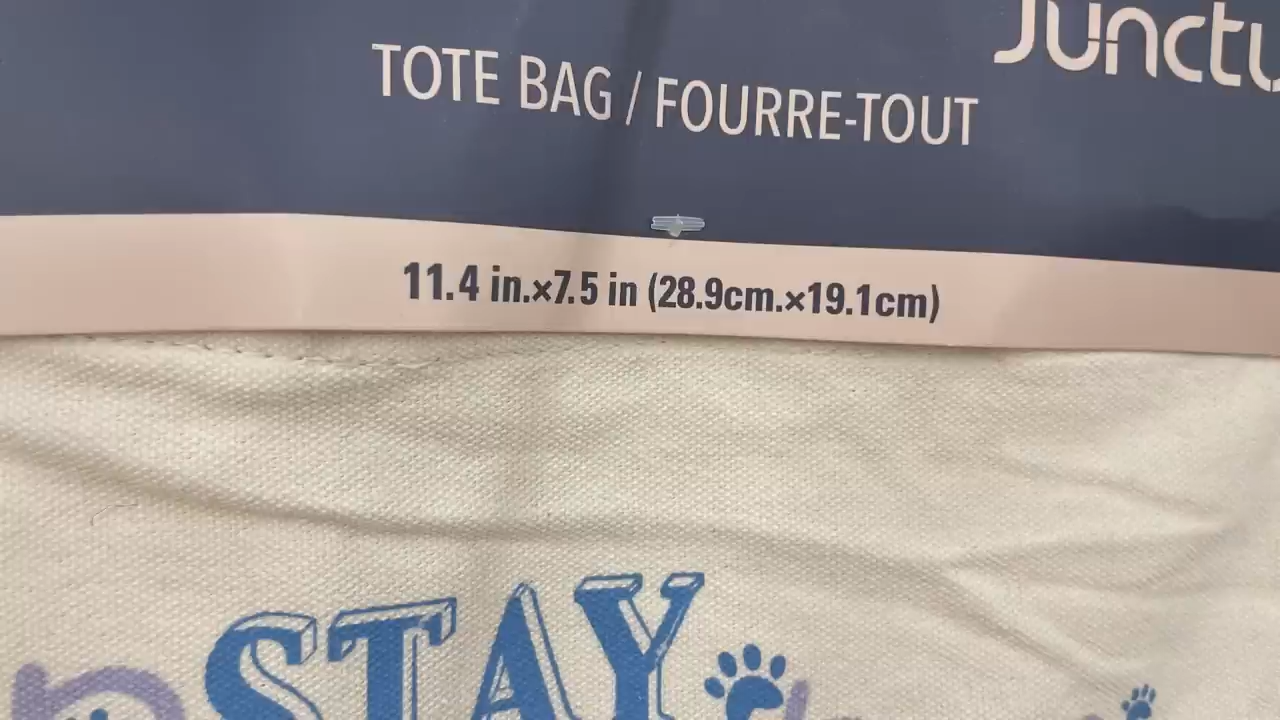 Junctu
TOTE BAG / FOURRE-TOUT
11.4 in.×7.5 in (28.9cm.×19.1cm)
STAY